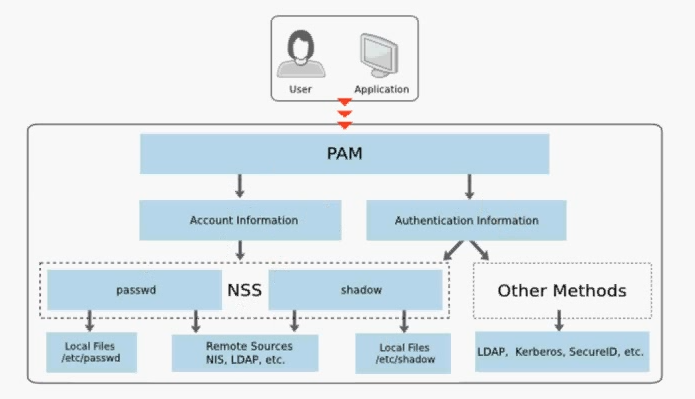 User
Application
PAM
Account Information
Authentication Information
passwd
NSS
shadow
Other Methods
Local Files
/etc/passwd
Remote Sources
NIS, LDAP, etc.
Local Files
/etc/shadow
LDAP, Kerberos, SecureID, etc.